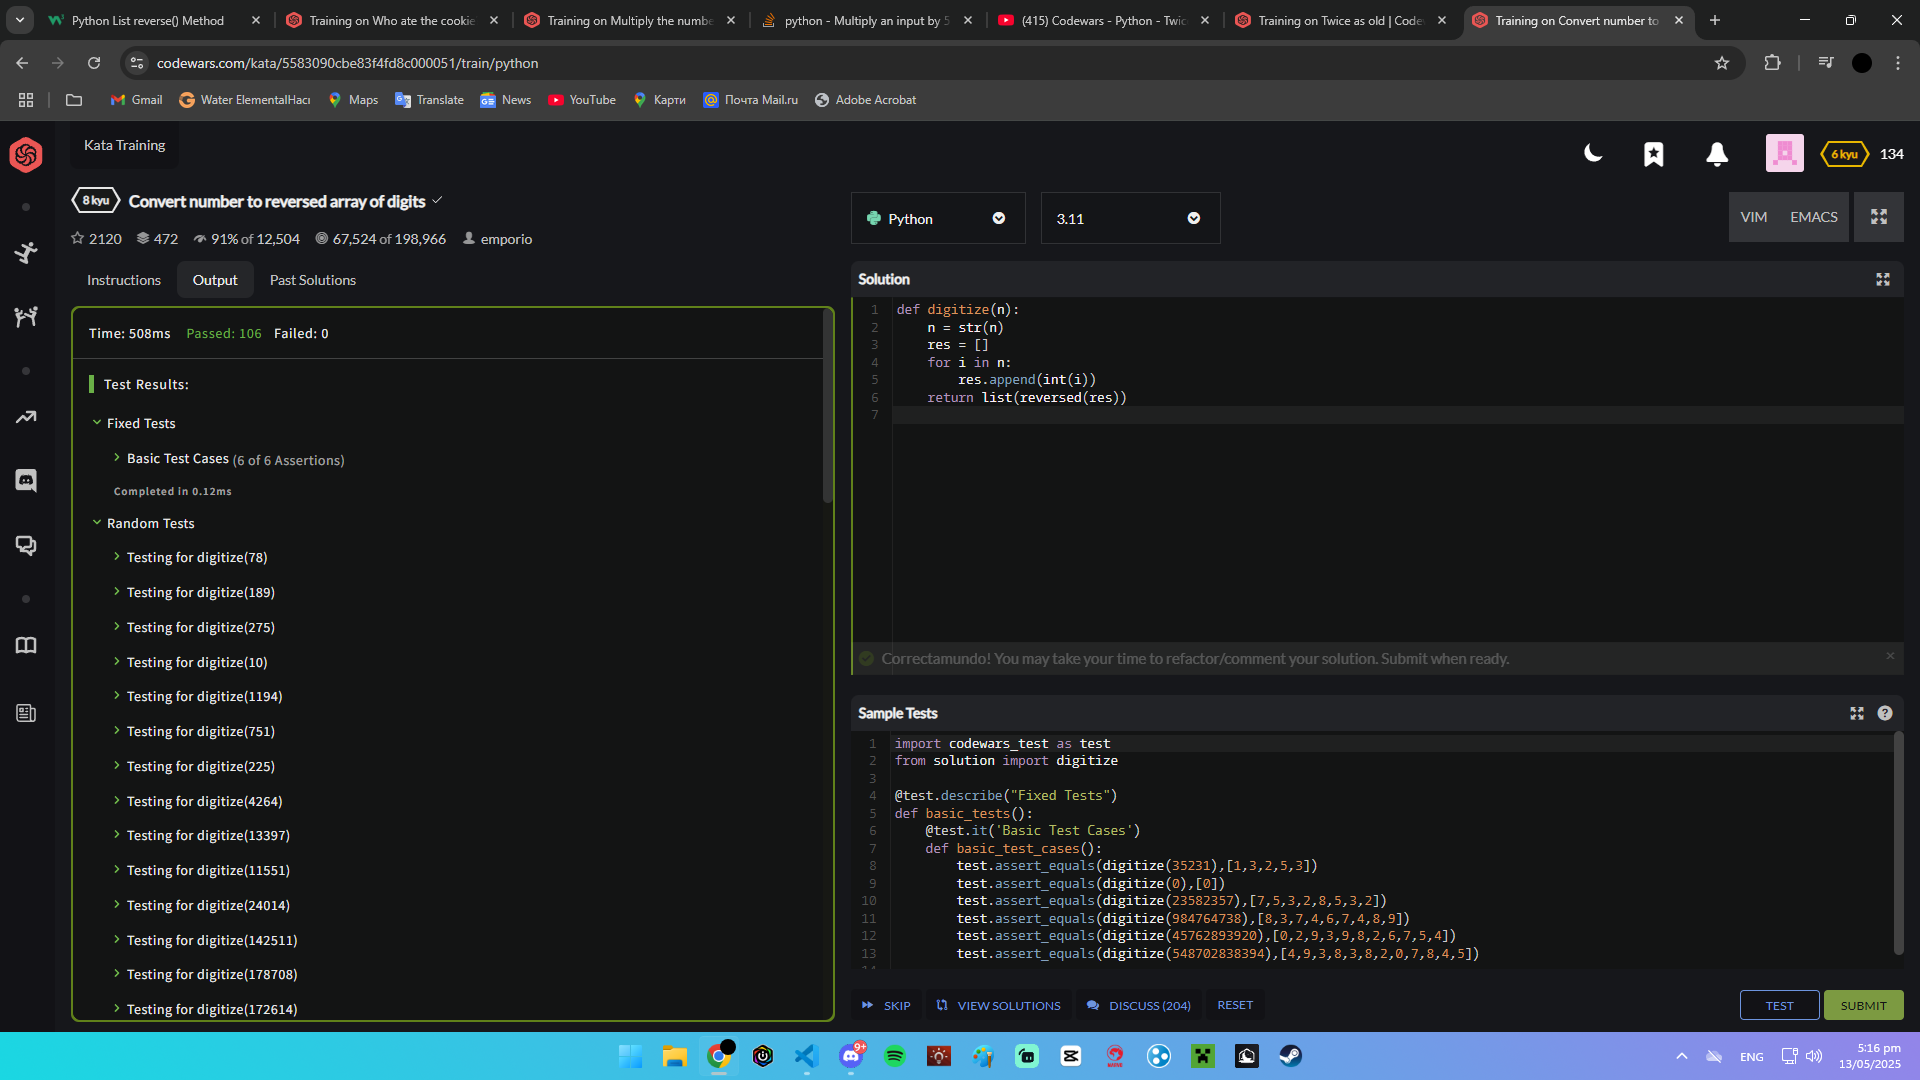 Python List reverse() Method
Training on Who ate the cookie
Training on Multiply the numbe
python - Multiply an input by 5
(415) Codewars - Python - Twic
Training on Twice as old | Codew
Training on Convert number to
codewars.com/kata/5583090cbe83f4fd8c000051/train/python
Gmail
Water ElementalHacı
Maps
Translate
News
YouTube
Карти
Почта Mail.ru
Adobe Acrobat
Kata Training
6 kyu
134
8 kyu
Convert number to reversed array of digits
2120
472
91% of 12,504
67,524 of 198,966
emporio
Python
3.11
VIM
EMACS
Instructions
Output
Past Solutions
Time: 508ms Passed: 106 Failed: 0
Test Results:
Fixed Tests
Basic Test Cases (6 of 6 Assertions)
Completed in 0.12ms
Random Tests
Testing for digitize(78)
Testing for digitize(189)
Testing for digitize(275)
Testing for digitize(10)
Testing for digitize(1194)
Testing for digitize(751)
Testing for digitize(225)
Testing for digitize(4264)
Testing for digitize(13397)
Testing for digitize(11551)
Testing for digitize(24014)
Testing for digitize(142511)
Testing for digitize(178708)
Testing for digitize(172614)
Solution
1 def digitize(n):
2     n = str(n)
3     res = []
4     for i in n:
5         res.append(int(i))
6     return list(reversed(res))
7
Correctamundo! You may take your time to refactor/comment your solution. Submit when ready.
Sample Tests
1 import codewars_test as test
2 from solution import digitize
3
4 @test.describe("Fixed Tests")
5 def basic_tests():
6     @test.it('Basic Test Cases')
7     def basic_test_cases():
8         test.assert_equals(digitize(35231),[1,3,2,5,3])
9         test.assert_equals(digitize(0),[0])
10         test.assert_equals(digitize(23582357),[7,5,3,2,8,5,3,2])
11         test.assert_equals(digitize(984764738),[8,3,7,4,6,7,4,8,9])
12         test.assert_equals(digitize(45762893920),[0,2,9,3,9,8,2,6,7,5,4])
13         test.assert_equals(digitize(548702838394),[4,9,3,8,3,8,2,0,7,8,4,5])
SKIP
VIEW SOLUTIONS
DISCUSS (204)
RESET
TEST
SUBMIT
9+
ENG
5:16 pm
13/05/2025